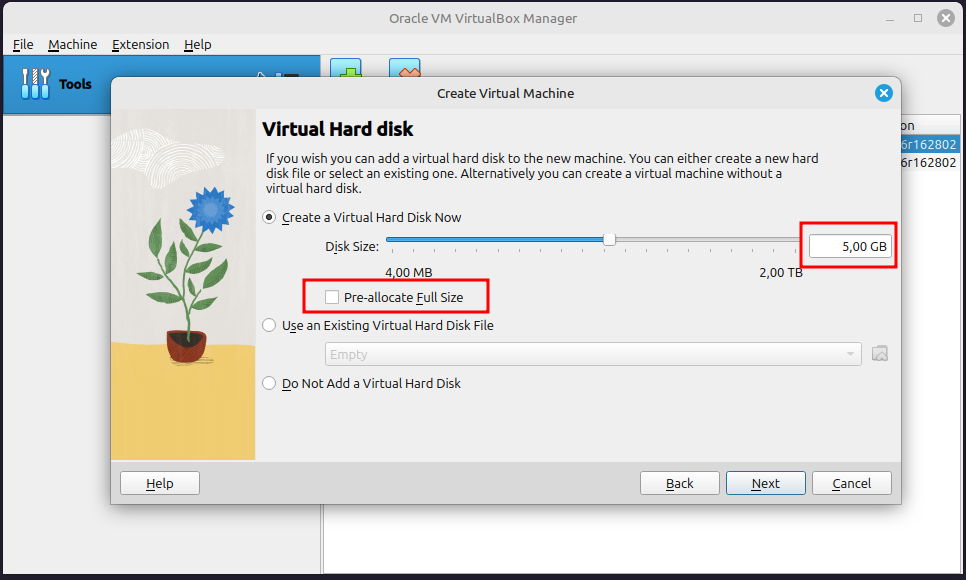 Oracle VM VirtualBox Manager
File Machine Extension Help
Tools
Create Virtual Machine
on
6r162802
6r162802
Virtual Hard disk
If you wish you can add a virtual hard disk to the new machine. You can either create a new hard
disk file or select an existing one. Alternatively you can create a virtual machine without a
virtual hard disk.
Create a Virtual Hard Disk Now
Disk Size:
5,00 GB
4,00 MB
2,00 TB
Pre-allocate Full Size
Use an Existing Virtual Hard Disk File
Empty
Do Not Add a Virtual Hard Disk
Help
Back
Next
Cancel